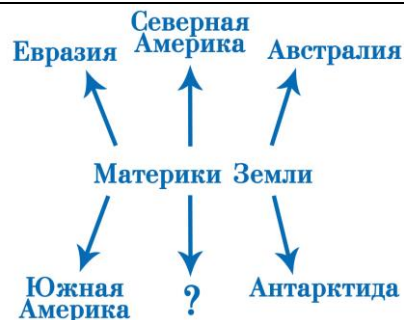 Северная
Америка
Евразия
Австралия
Материки Земли
Южная
Америка
?
Антарктида